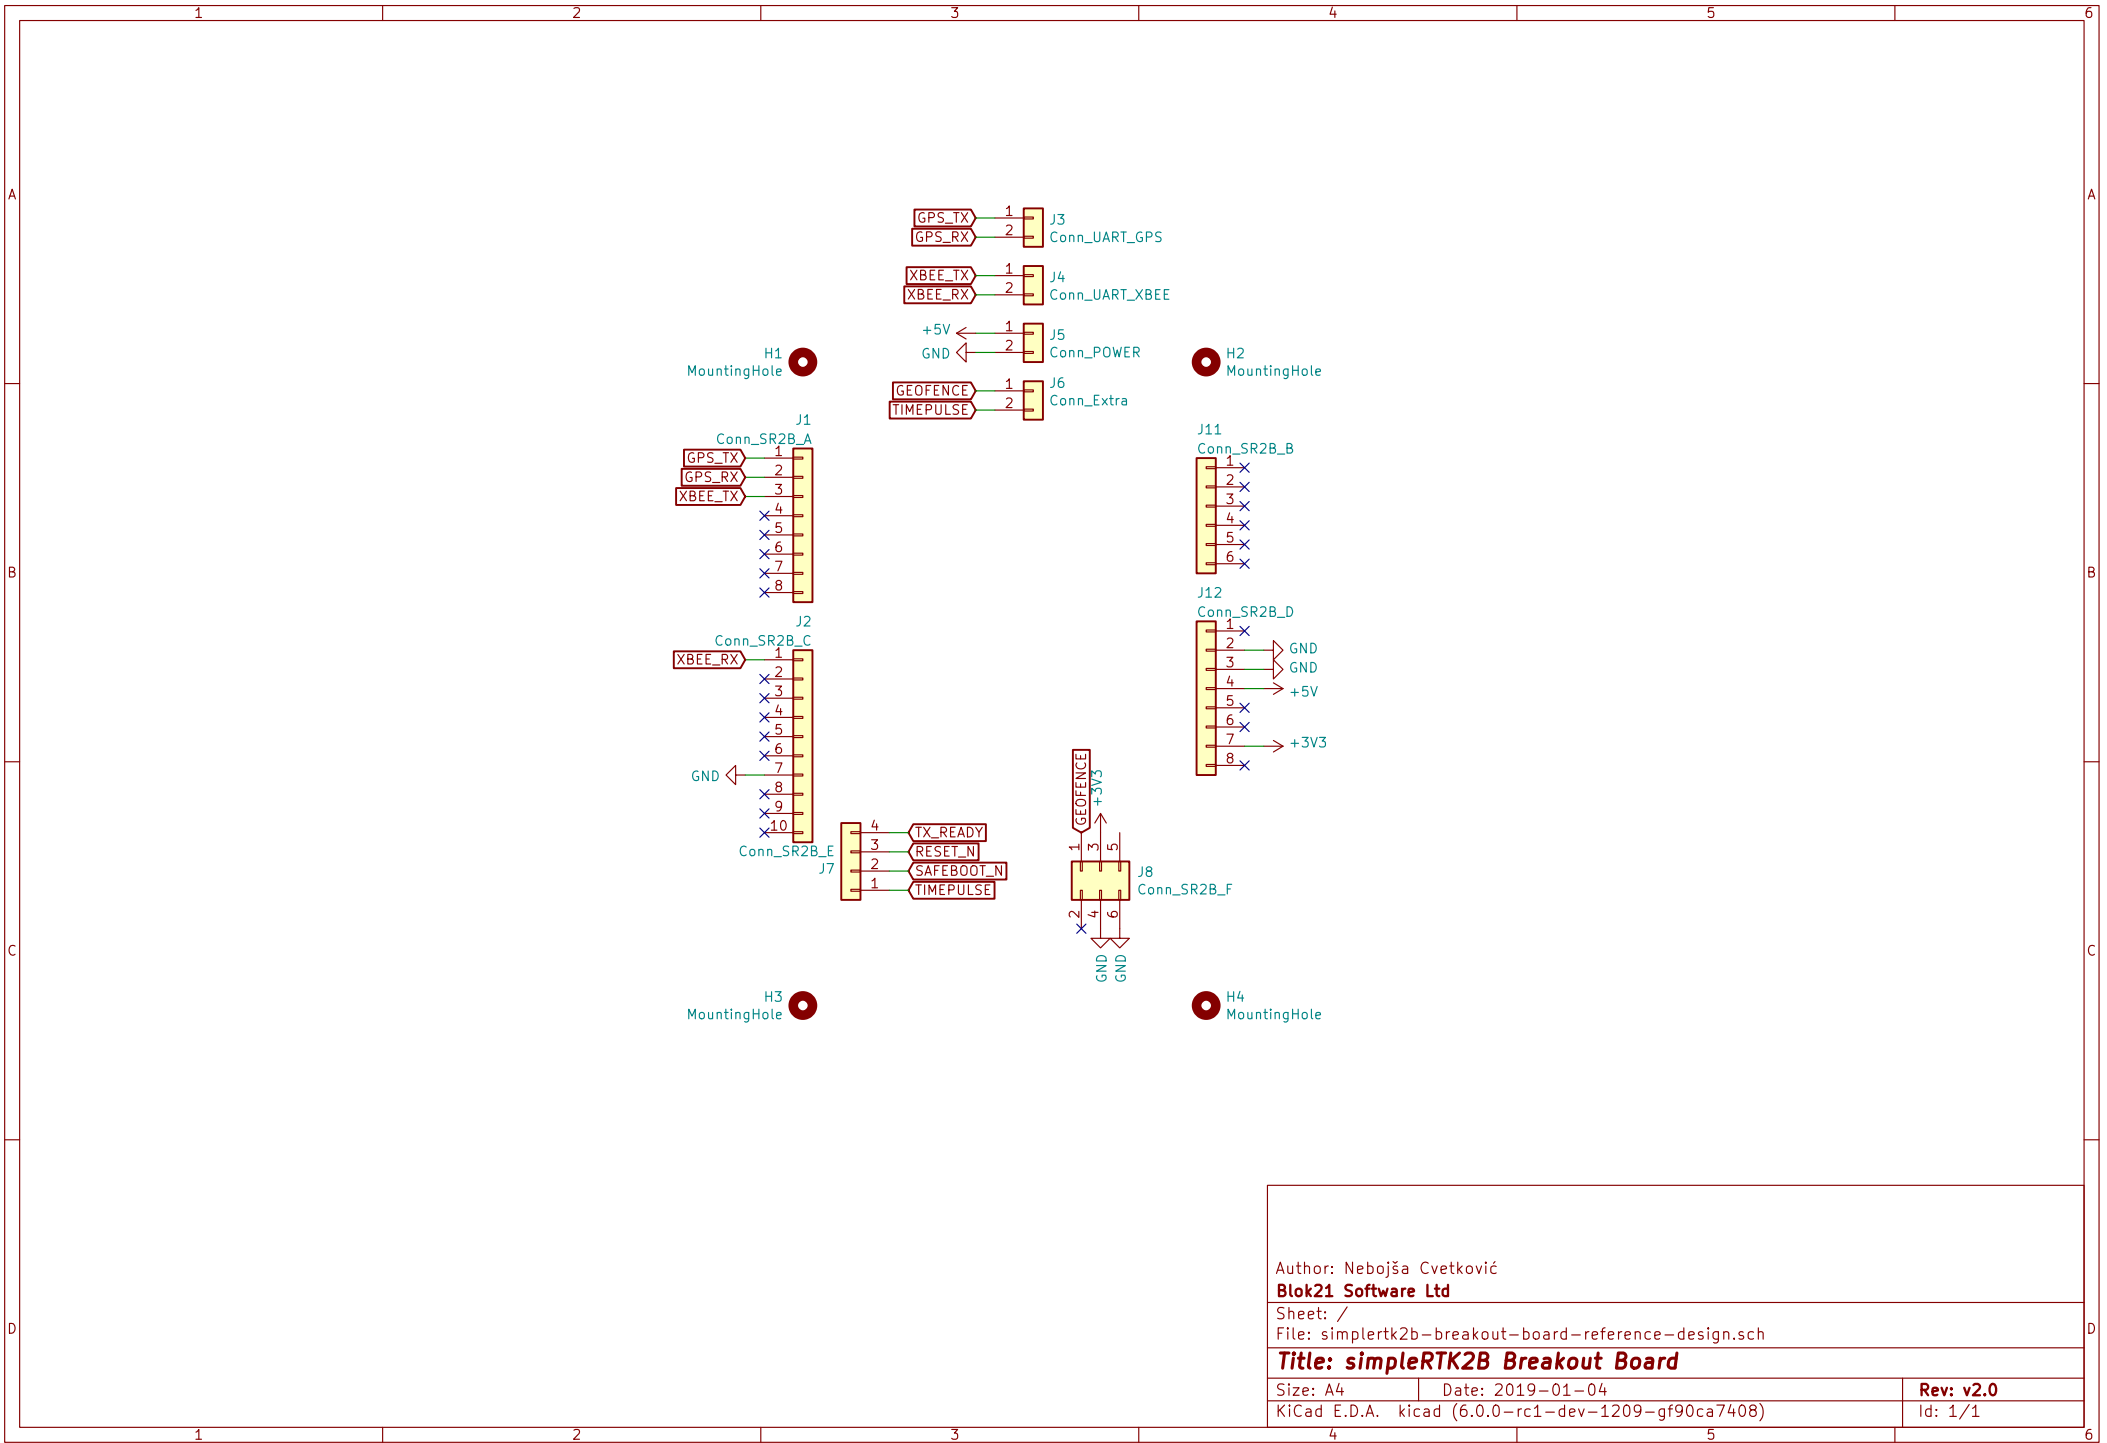 1 2 3 4 5 6
A A
GPS_TX 1 J3
GPS_RX 2 Conn_UART_GPS
XBEE_TX 1 J4
XBEE_RX 2 Conn_UART_XBEE
+5V 1 J5
GND 2 Conn_POWER
H1
MountingHole
H2
MountingHole
GEOFENCE 1 J6
TIMEPULSE 2 Conn_Extra
J1
Conn_SR2B_A
GPS_TX 1
GPS_RX 2
XBEE_TX 3
4
5
6
7
8
J11
Conn_SR2B_B
1
2
3
4
5
6
B B
J2
Conn_SR2B_C
XBEE_RX 1
2
3
4
5
6
GND 7
8
9
10
J12
Conn_SR2B_D
1
2 GND
3 GND
4 +5V
5
6
7 +3V3
8
Conn_SR2B_E
J7
4 TX_READY
3 RESET_N
2 SAFEBOOT_N
1 TIMEPULSE
GEOFENCE
+3V3
1 3 5
J8
Conn_SR2B_F
2 4 6
GND
GND
C C
H3
MountingHole
H4
MountingHole
D D
Author: Nebojša Cvetković
Blok21 Software Ltd
Sheet: /
File: simplertk2b-breakout-board-reference-design.sch
Title: simpleRTK2B Breakout Board
Size: A4 Date: 2019-01-04 Rev: v2.0
KiCad E.D.A. kicad (6.0.0-rc1-dev-1209-gf90ca7408) Id: 1/1
1 2 3 4 5 6